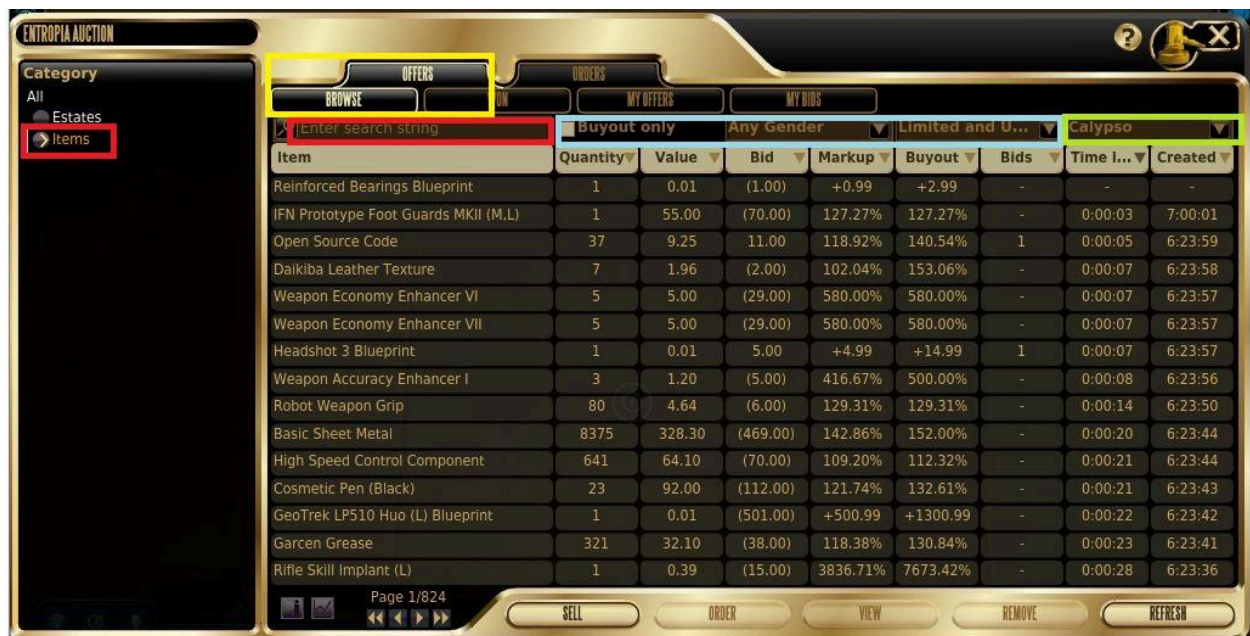 ENTROPIA AUCTION
?
X
Category
All
Estates
Items
OFFERS
ORDERS
BROWSE
ON
MY OFFERS
MY BIDS
Enter search string
Buyout only
Any Gender
Limited and U...
Calypso
Item Quantity Value Bid Markup Buyout Bids Time l... Created
Reinforced Bearings Blueprint 1 0.01 (1.00) +0.99 +2.99 - - -
IFN Prototype Foot Guards MKII (M,L) 1 55.00 (70.00) 127.27% 127.27% - 0:00:03 7:00:01
Open Source Code 37 9.25 11.00 118.92% 140.54% 1 0:00:05 6:23:59
Daikiba Leather Texture 7 1.96 (2.00) 102.04% 153.06% - 0:00:07 6:23:58
Weapon Economy Enhancer VI 5 5.00 (29.00) 580.00% 580.00% - 0:00:07 6:23:57
Weapon Economy Enhancer VII 5 5.00 (29.00) 580.00% 580.00% - 0:00:07 6:23:57
Headshot 3 Blueprint 1 0.01 5.00 +4.99 +14.99 1 0:00:07 6:23:57
Weapon Accuracy Enhancer I 3 1.20 (5.00) 416.67% 500.00% - 0:00:08 6:23:56
Robot Weapon Grip 80 4.64 (6.00) 129.31% 129.31% - 0:00:14 6:23:50
Basic Sheet Metal 8375 328.30 (469.00) 142.86% 152.00% - 0:00:20 6:23:44
High Speed Control Component 641 64.10 (70.00) 109.20% 112.32% - 0:00:21 6:23:44
Cosmetic Pen (Black) 23 92.00 (112.00) 121.74% 132.61% - 0:00:21 6:23:43
GeoTrek LP510 Huo (L) Blueprint 1 0.01 (501.00) +500.99 +1300.99 - 0:00:22 6:23:42
Garcen Grease 321 32.10 (38.00) 118.38% 130.84% - 0:00:23 6:23:41
Rifle Skill Implant (L) 1 0.39 (15.00) 3836.71% 7673.42% - 0:00:28 6:23:36
Page 1/824
SELL
ORDER
VIEW
REMOVE
REFRESH